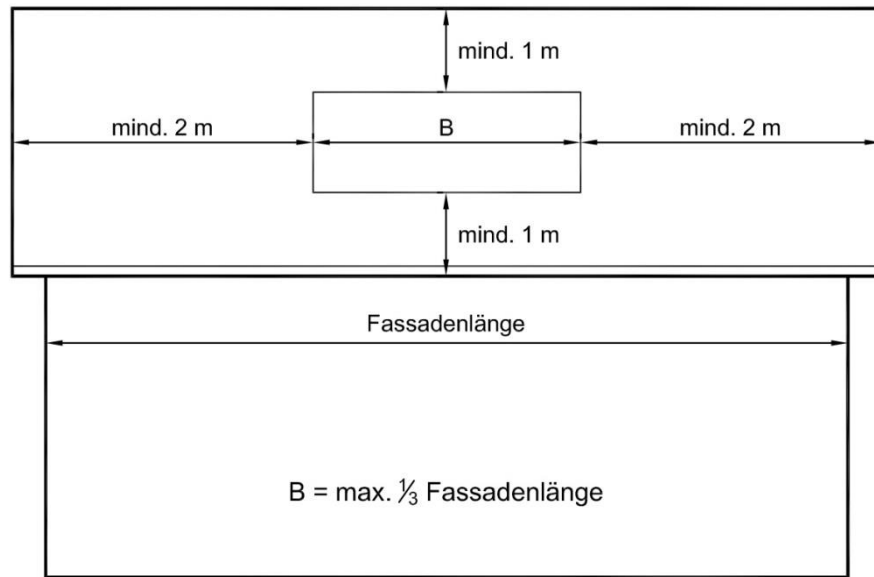 mind. 1 m
mind. 2 m
B
mind. 2 m
mind. 1 m
Fassadenlänge
B = max. ⅓ Fassadenlänge